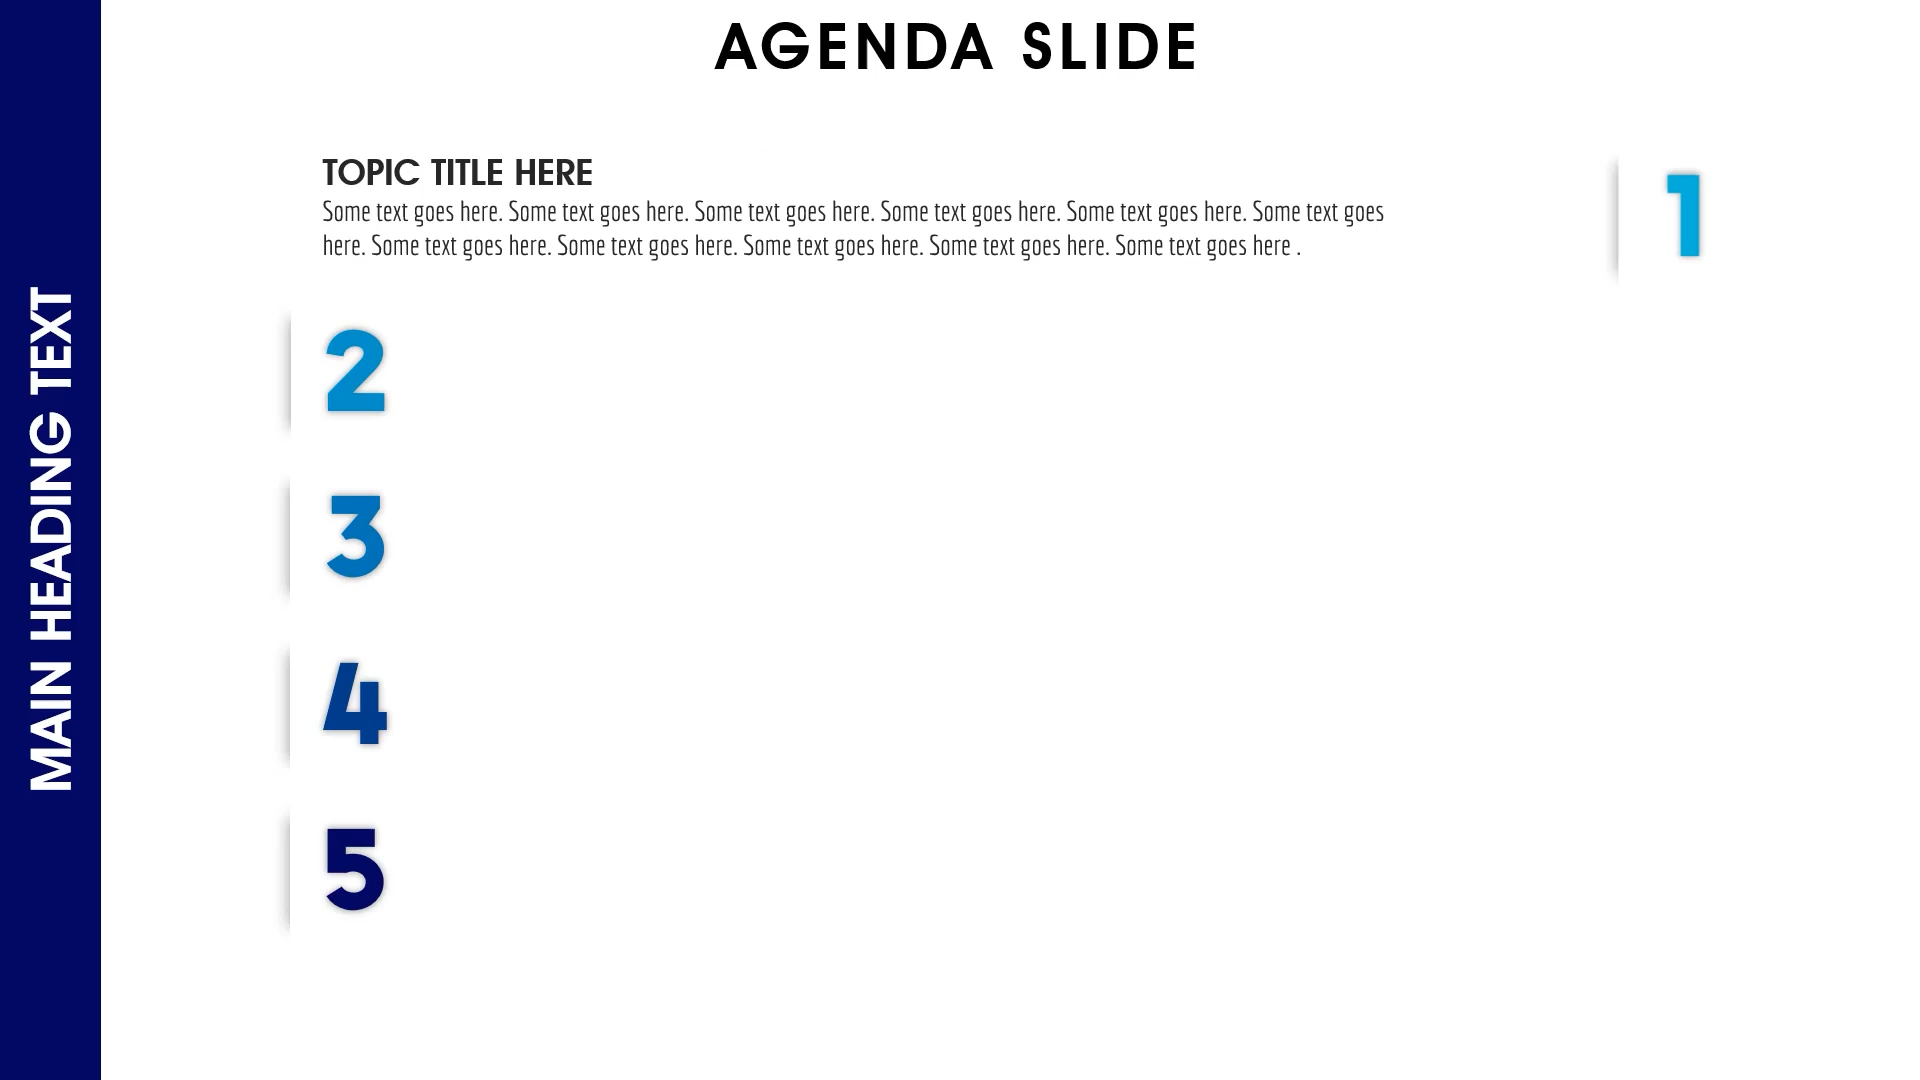 AGENDA SLIDE
MAIN HEADING TEXT
TOPIC TITLE HERE
Some text goes here. Some text goes here. Some text goes here. Some text goes here. Some text goes here. Some text goes
here. Some text goes here. Some text goes here. Some text goes here. Some text goes here. Some text goes here .
1
2
3
4
5